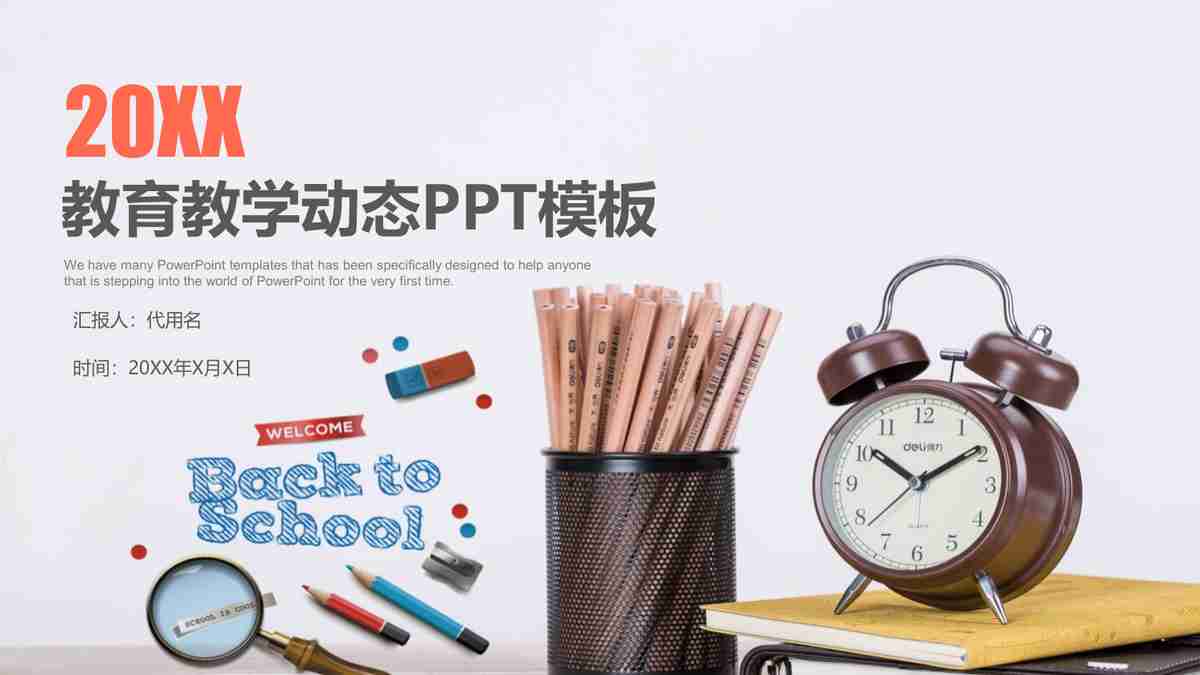 20XX
教育教学动态PPT模板
We have many PowerPoint templates that has been specifically designed to help anyone
that is stepping into the world of PowerPoint for the very first time.
汇报人：代用名
时间：20XX年X月X日
WELCOME
Back to
School
SCHOOL IS COOL
12
1
2
3
4
5
6
7
8
9
10
11
deli得力